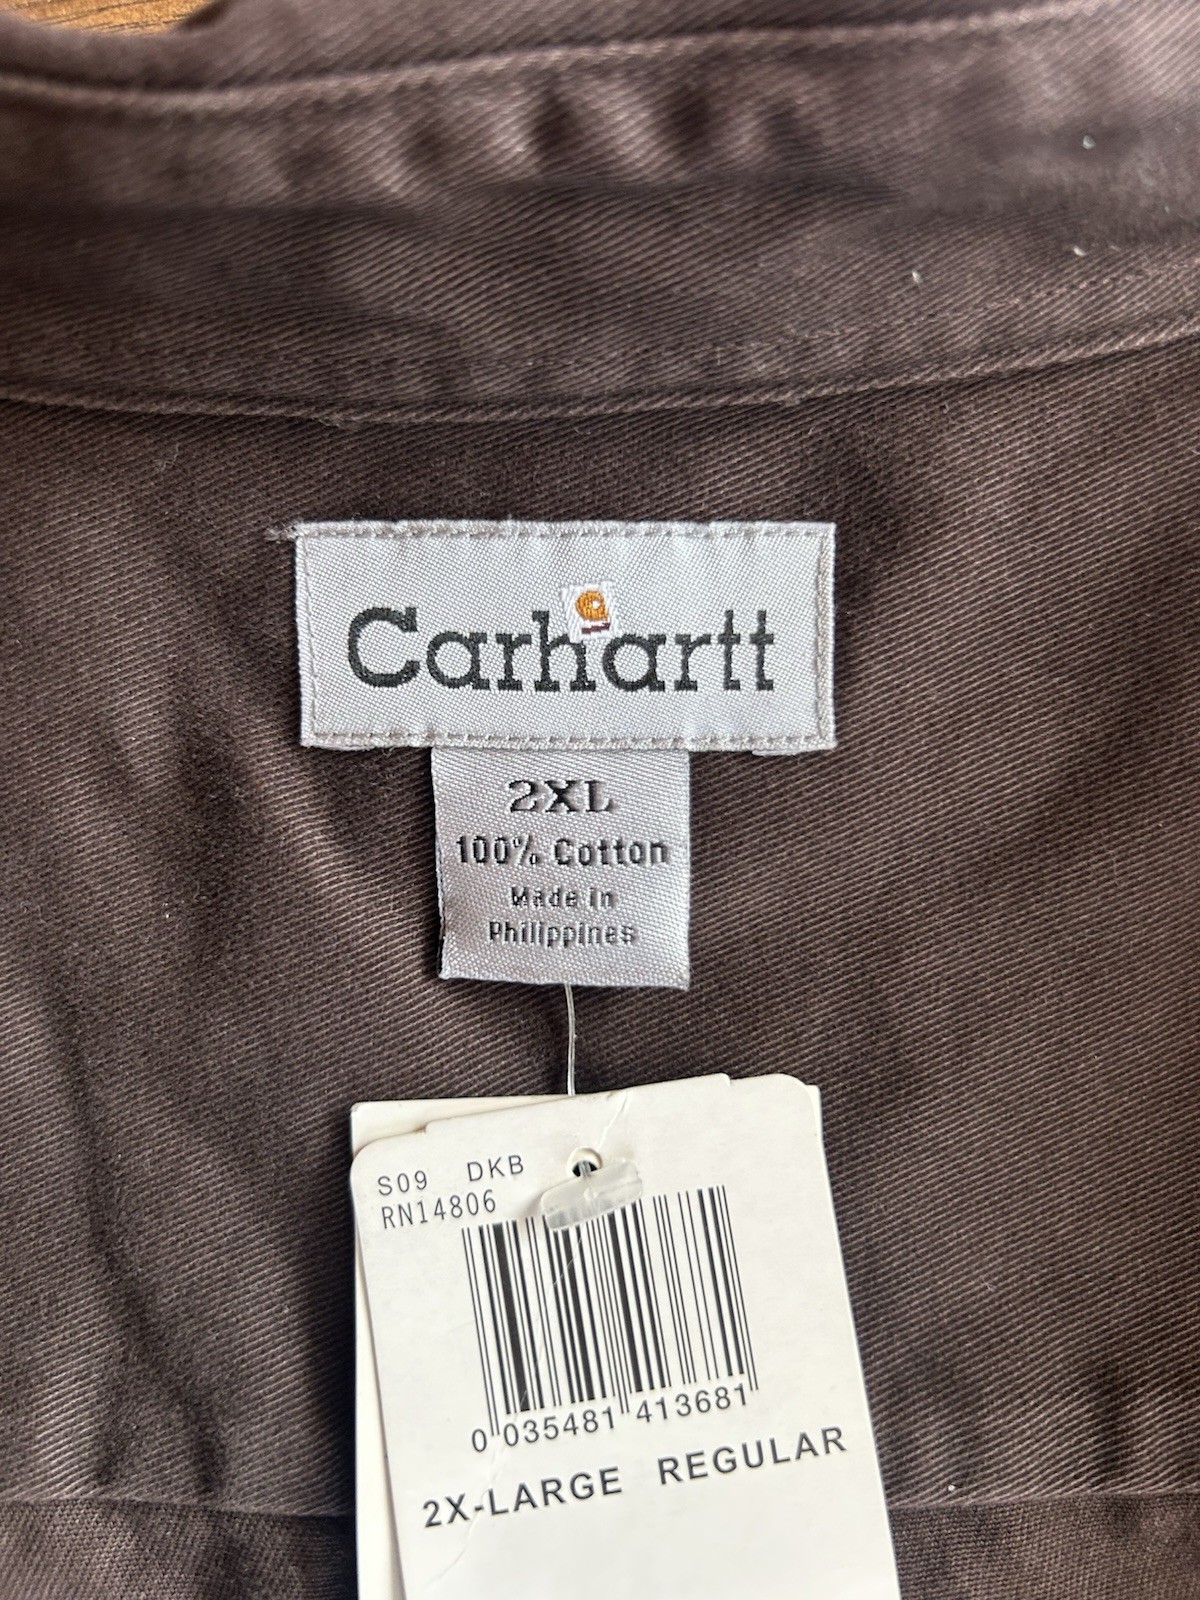 Carhartt
2XL
100% Cotton
Made in
Philippines
S09 DKB
RN14806
0 035481 413681
2X-LARGE REGULAR